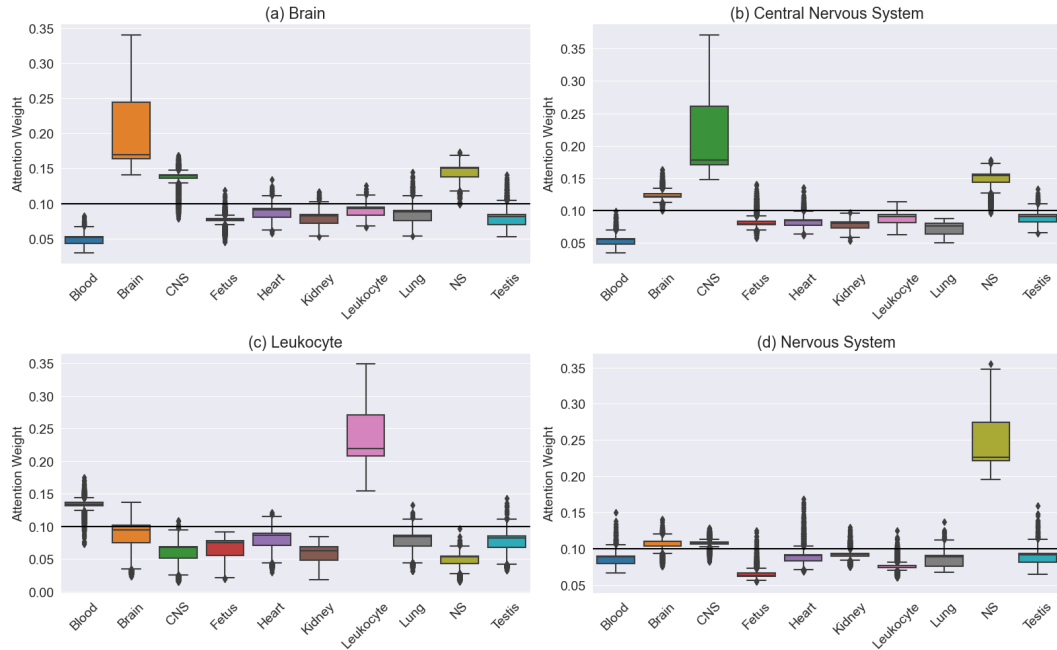 (a) Brain
Attention Weight
0.35
0.30
0.25
0.20
0.15
0.10
0.05
Blood
Brain
CNS
Fetus
Heart
Kidney
Leukocyte
Lung
NS
Testis
(b) Central Nervous System
Attention Weight
0.35
0.30
0.25
0.20
0.15
0.10
0.05
Blood
Brain
CNS
Fetus
Heart
Kidney
Leukocyte
Lung
NS
Testis
(c) Leukocyte
Attention Weight
0.35
0.30
0.25
0.20
0.15
0.10
0.05
0.00
Blood
Brain
CNS
Fetus
Heart
Kidney
Leukocyte
Lung
NS
Testis
(d) Nervous System
Attention Weight
0.35
0.30
0.25
0.20
0.15
0.10
0.05
Blood
Brain
CNS
Fetus
Heart
Kidney
Leukocyte
Lung
NS
Testis